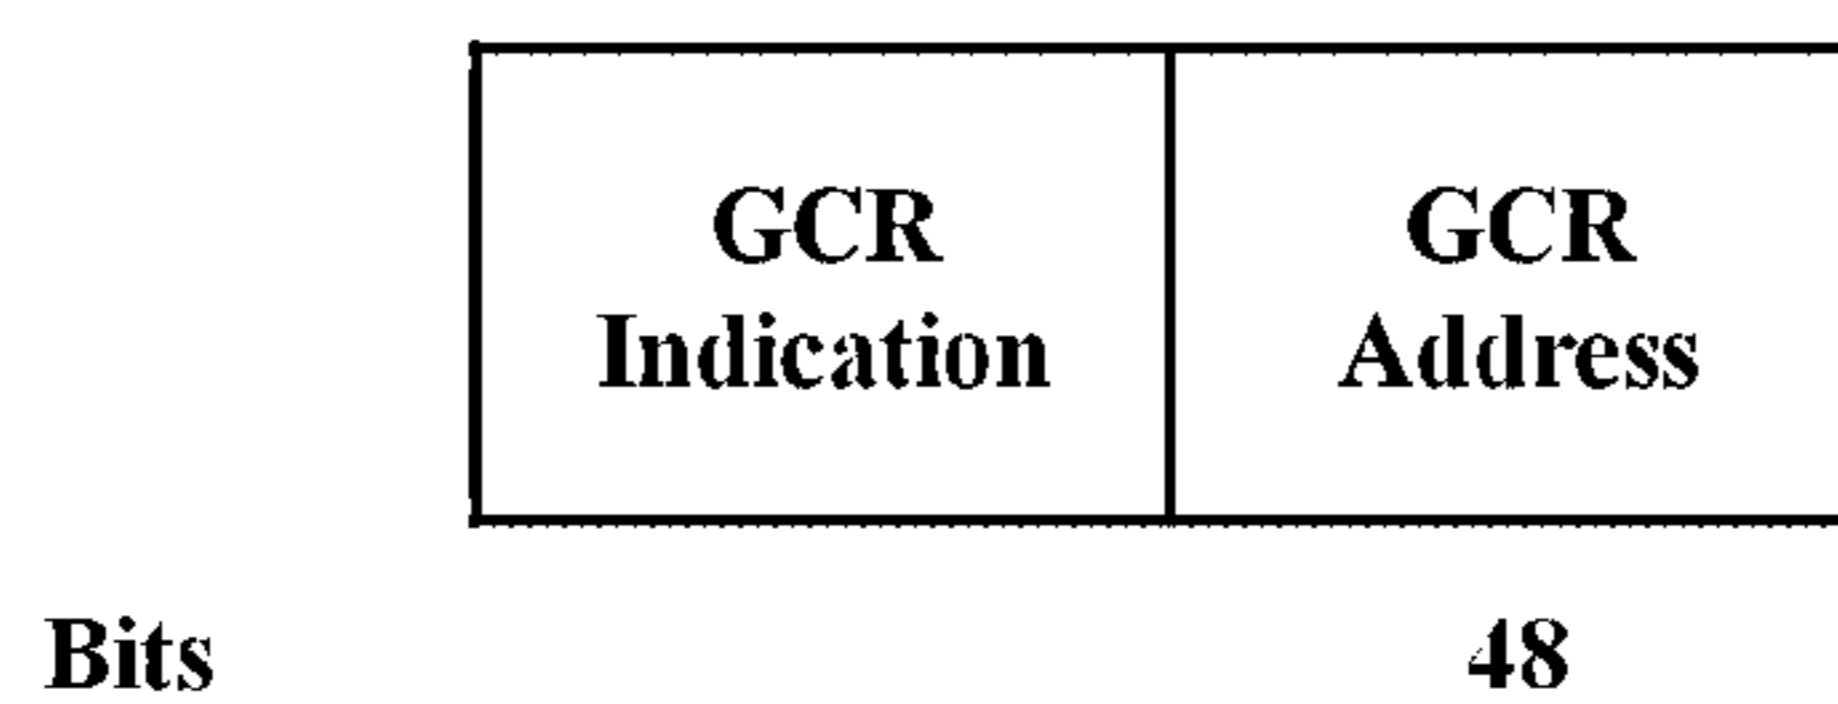 GCR
Indication
GCR
Address
Bits
48